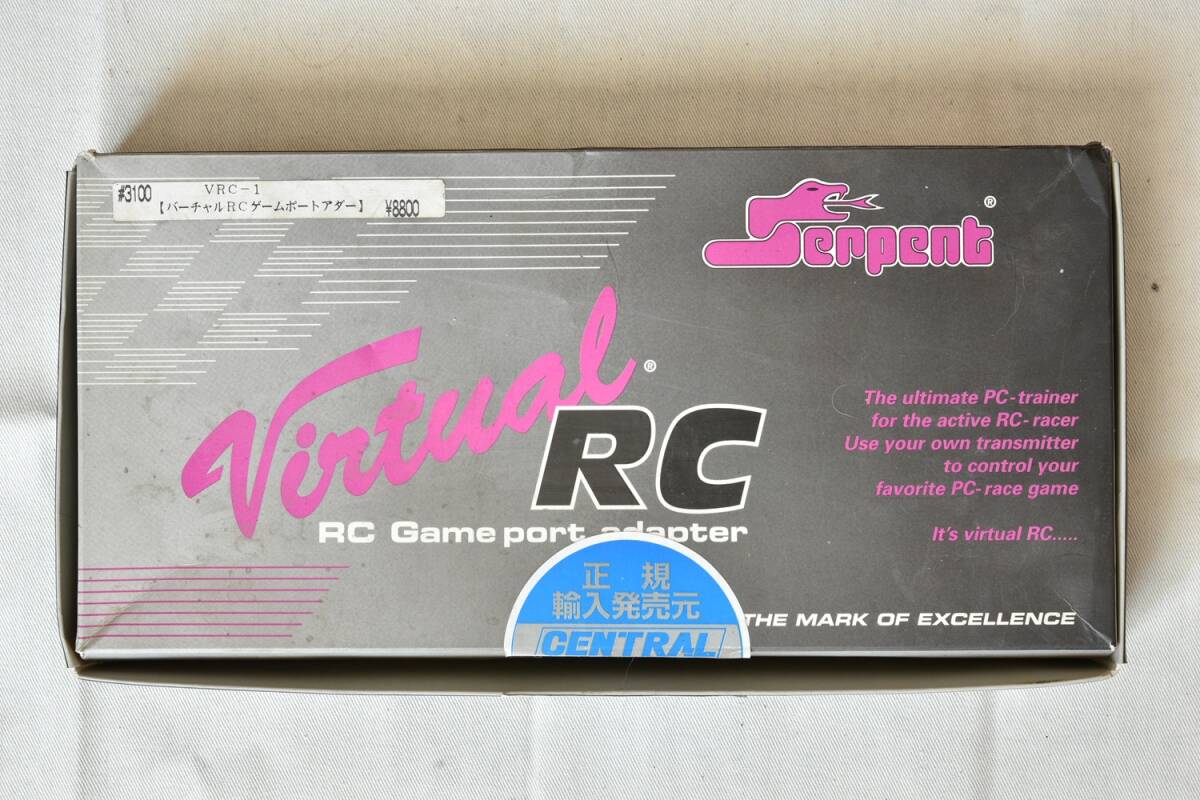 #3100 VRC-1
【バーチャルRCゲームポートアダー】 ¥8800
Serpent®
Virtual®
RC
RC Game port adapter
The ultimate PC-trainer
for the active RC-racer
Use your own transmitter
to control your
favorite PC-race game
It's virtual RC.....
正規
輸入発売元
CENTRAL
THE MARK OF EXCELLENCE